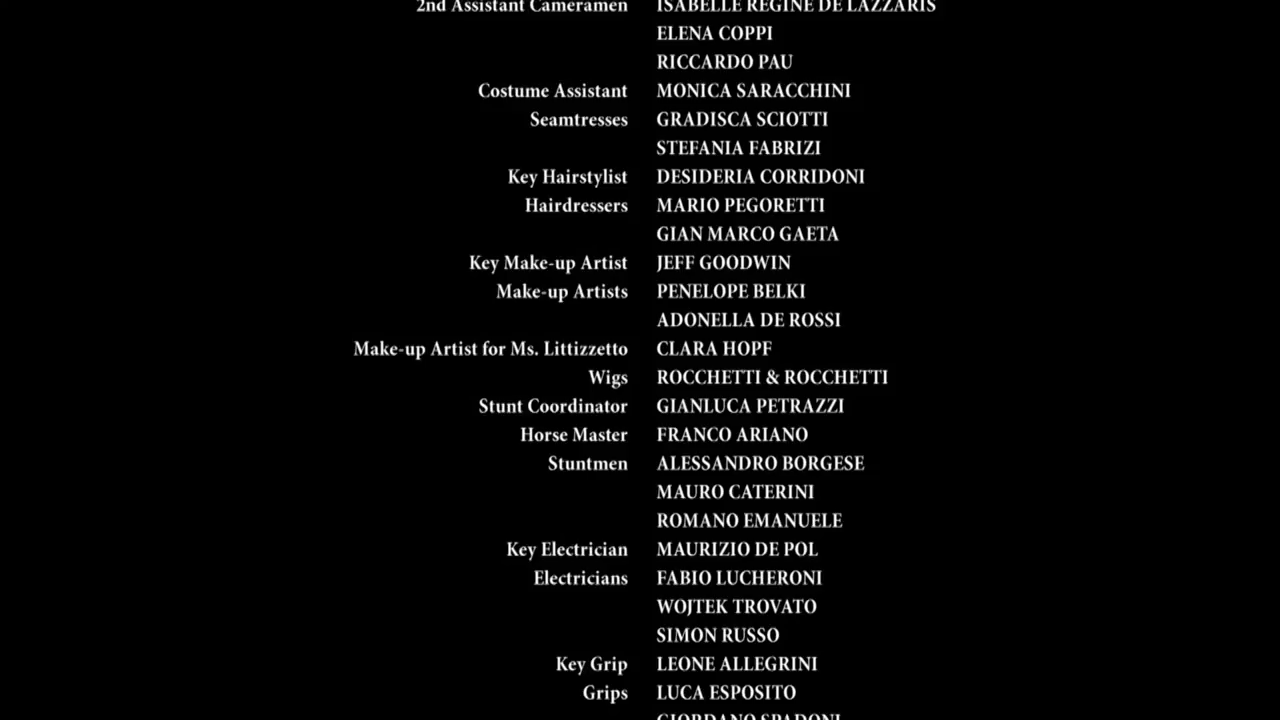 2nd Assistant Cameramen ISABELLE REGINE DE LAZZARIS
ELENA COPPI
RICCARDO PAU
Costume Assistant MONICA SARACCHINI
Seamtresses GRADISCA SCIOTTI
STEFANIA FABRIZI
Key Hairstylist DESIDERIA CORRIDONI
Hairdressers MARIO PEGORETTI
GIAN MARCO GAETA
Key Make-up Artist JEFF GOODWIN
Make-up Artists PENELOPE BELKI
ADONELLA DE ROSSI
Make-up Artist for Ms. Littizzetto CLARA HOPF
Wigs ROCCHETTI & ROCCHETTI
Stunt Coordinator GIANLUCA PETRAZZI
Horse Master FRANCO ARIANO
Stuntmen ALESSANDRO BORGESE
MAURO CATERINI
ROMANO EMANUELE
Key Electrician MAURIZIO DE POL
Electricians FABIO LUCHERONI
WOJTEK TROVATO
SIMON RUSSO
Key Grip LEONE ALLEGRINI
Grips LUCA ESPOSITO
GIORDANO SPADONI